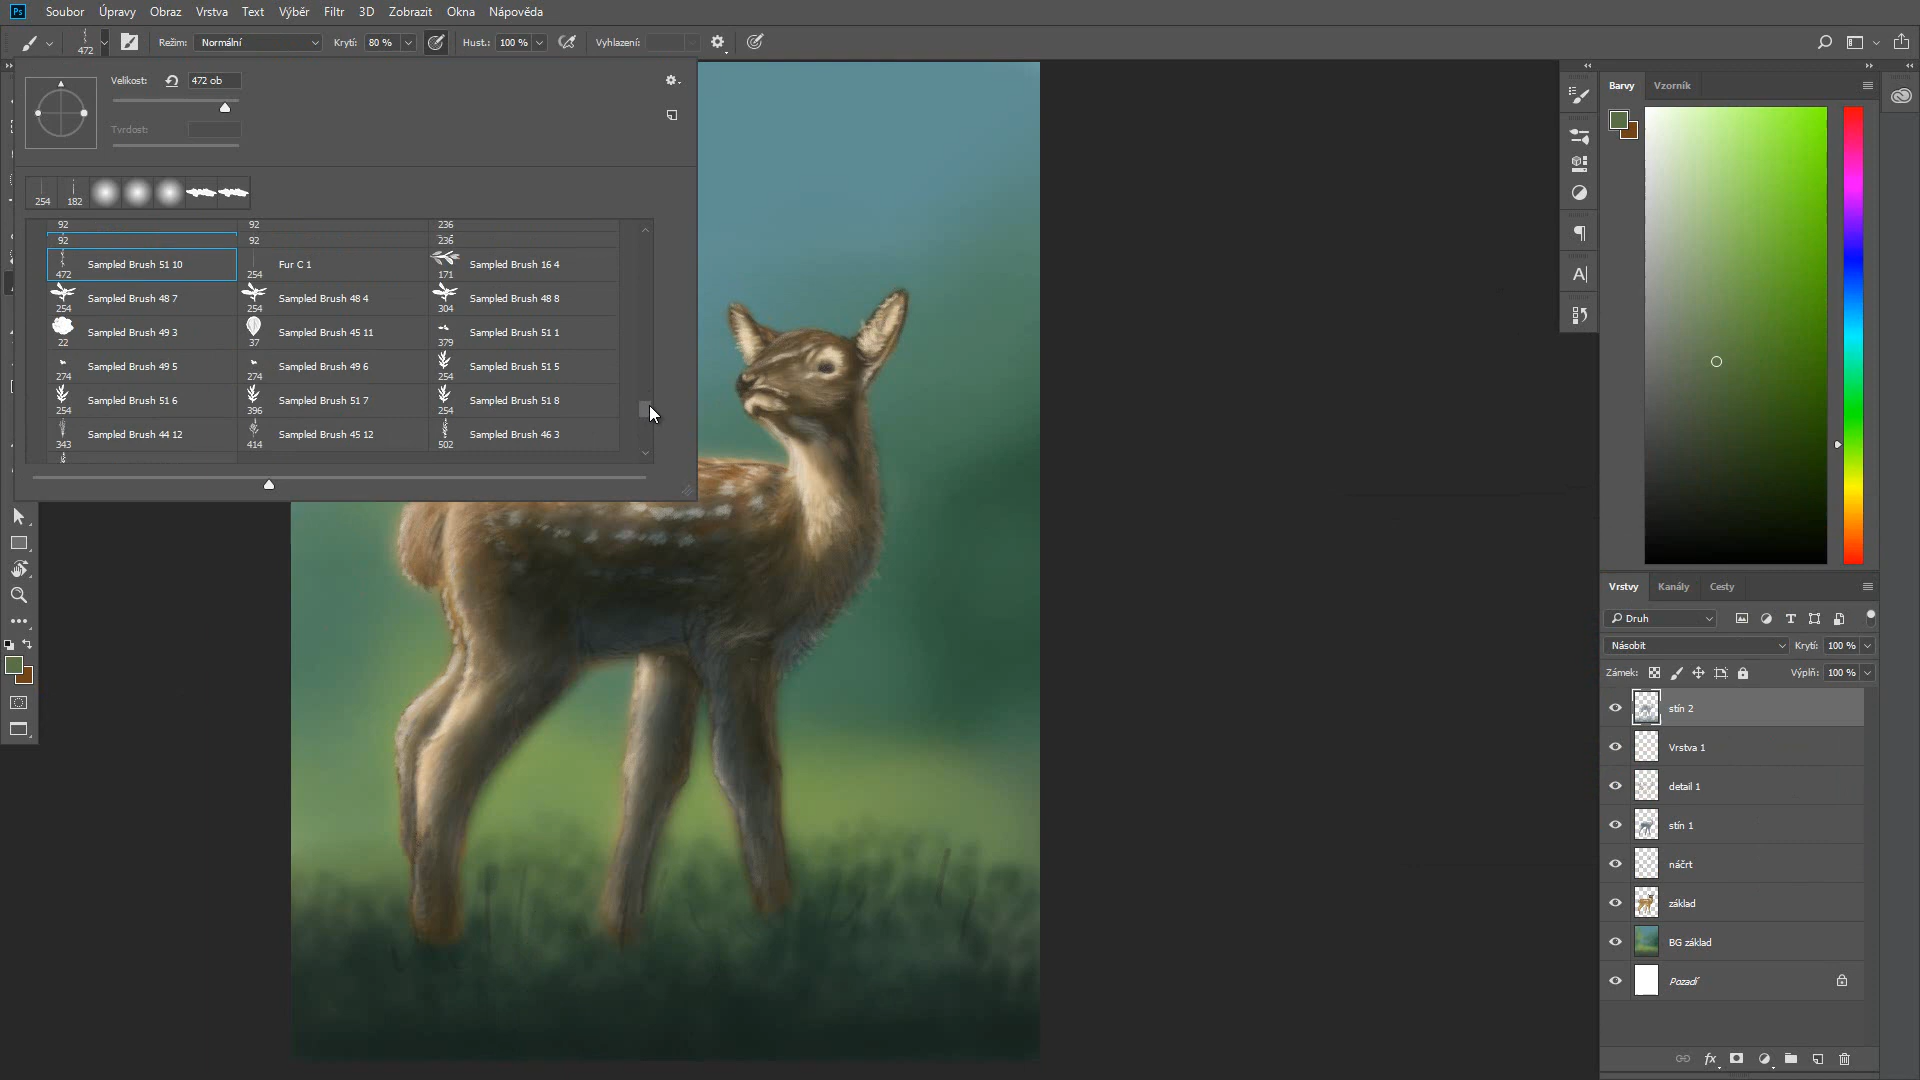 Ps Soubor Úpravy Obraz Vrstva Text Výběr Filtr 3D Zobrazit Okna Nápověda
472 Režim: Normální Krytí: 80 % Hust.: 100 % Vyhlazení:
Velikost: 472 ob
Tvrdost:
254 182
92 92 236
92 92 236
472 Sampled Brush 51 10 254 Fur C 1 171 Sampled Brush 16 4
254 Sampled Brush 48 7 254 Sampled Brush 48 4 304 Sampled Brush 48 8
22 Sampled Brush 49 3 37 Sampled Brush 45 11 379 Sampled Brush 51 1
274 Sampled Brush 49 5 274 Sampled Brush 49 6 254 Sampled Brush 51 5
254 Sampled Brush 51 6 396 Sampled Brush 51 7 254 Sampled Brush 51 8
343 Sampled Brush 44 12 414 Sampled Brush 45 12 502 Sampled Brush 46 3
Barvy Vzorník
Vrstvy Kanály Cesty
Druh
Násobit Krytí: 100 %
Zámek: Výplň: 100 %
stín 2
Vrstva 1
detail 1
stín 1
náčrt
základ
BG základ
Pozadí